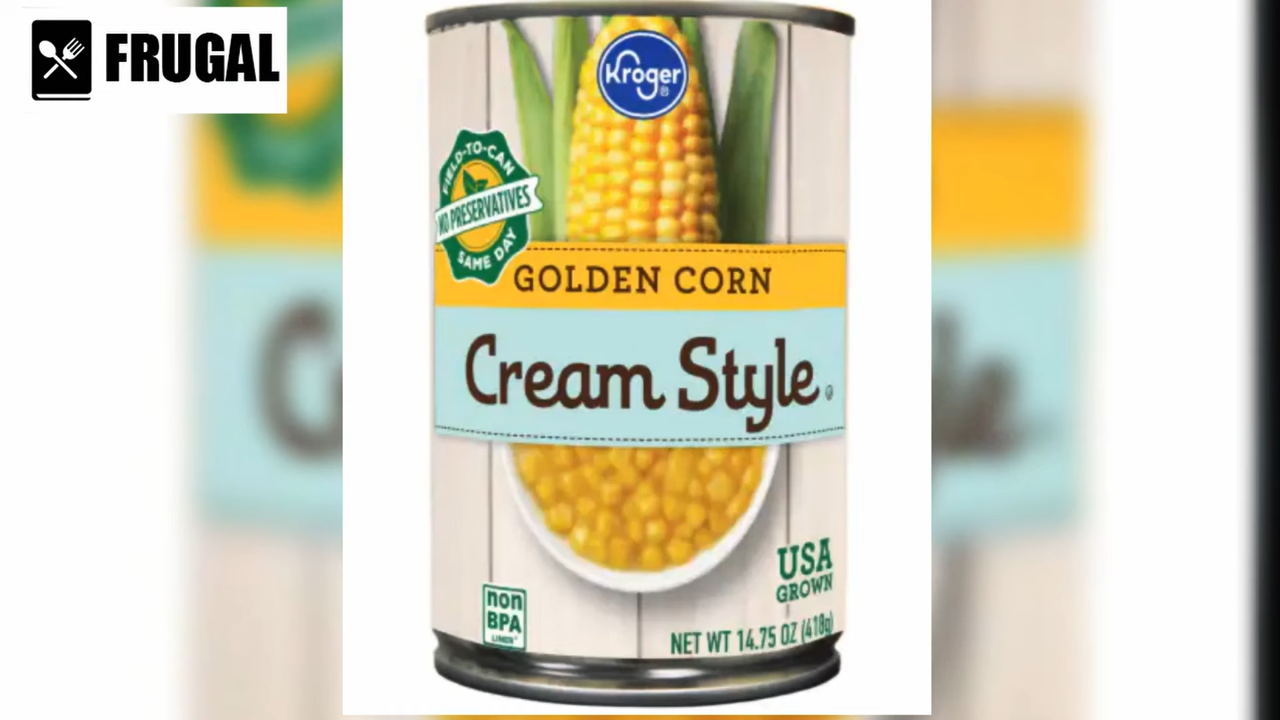 FRUGAL
Kroger®
FIELD-TO-CAN
NO PRESERVATIVES
SAME DAY
GOLDEN CORN
Cream Style
USA
GROWN
non
BPA
LINER*
NET WT 14.75 OZ (418g)